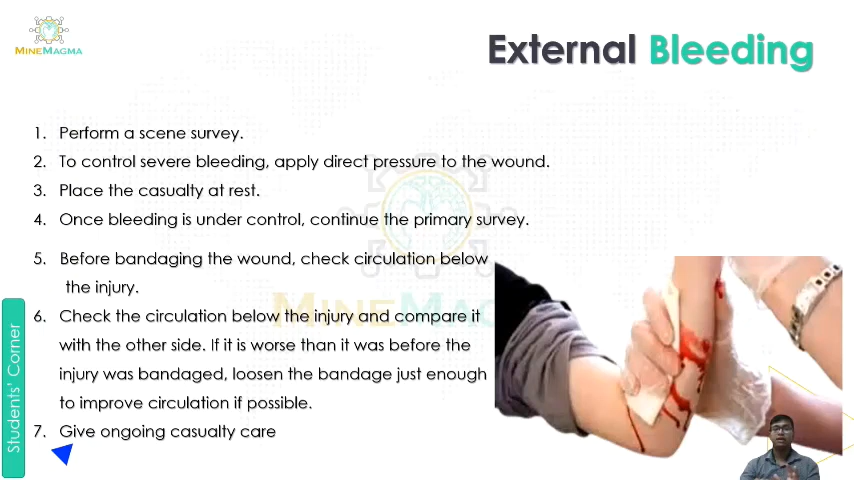 MINEMAGMA
External Bleeding
1. Perform a scene survey.
2. To control severe bleeding, apply direct pressure to the wound.
3. Place the casualty at rest.
4. Once bleeding is under control, continue the primary survey.
5. Before bandaging the wound, check circulation below
the injury.
6. Check the circulation below the injury and compare it
with the other side. If it is worse than it was before the
injury was bandaged, loosen the bandage just enough
to improve circulation if possible.
7. Give ongoing casualty care
Students' Corner
MINEMAGMA